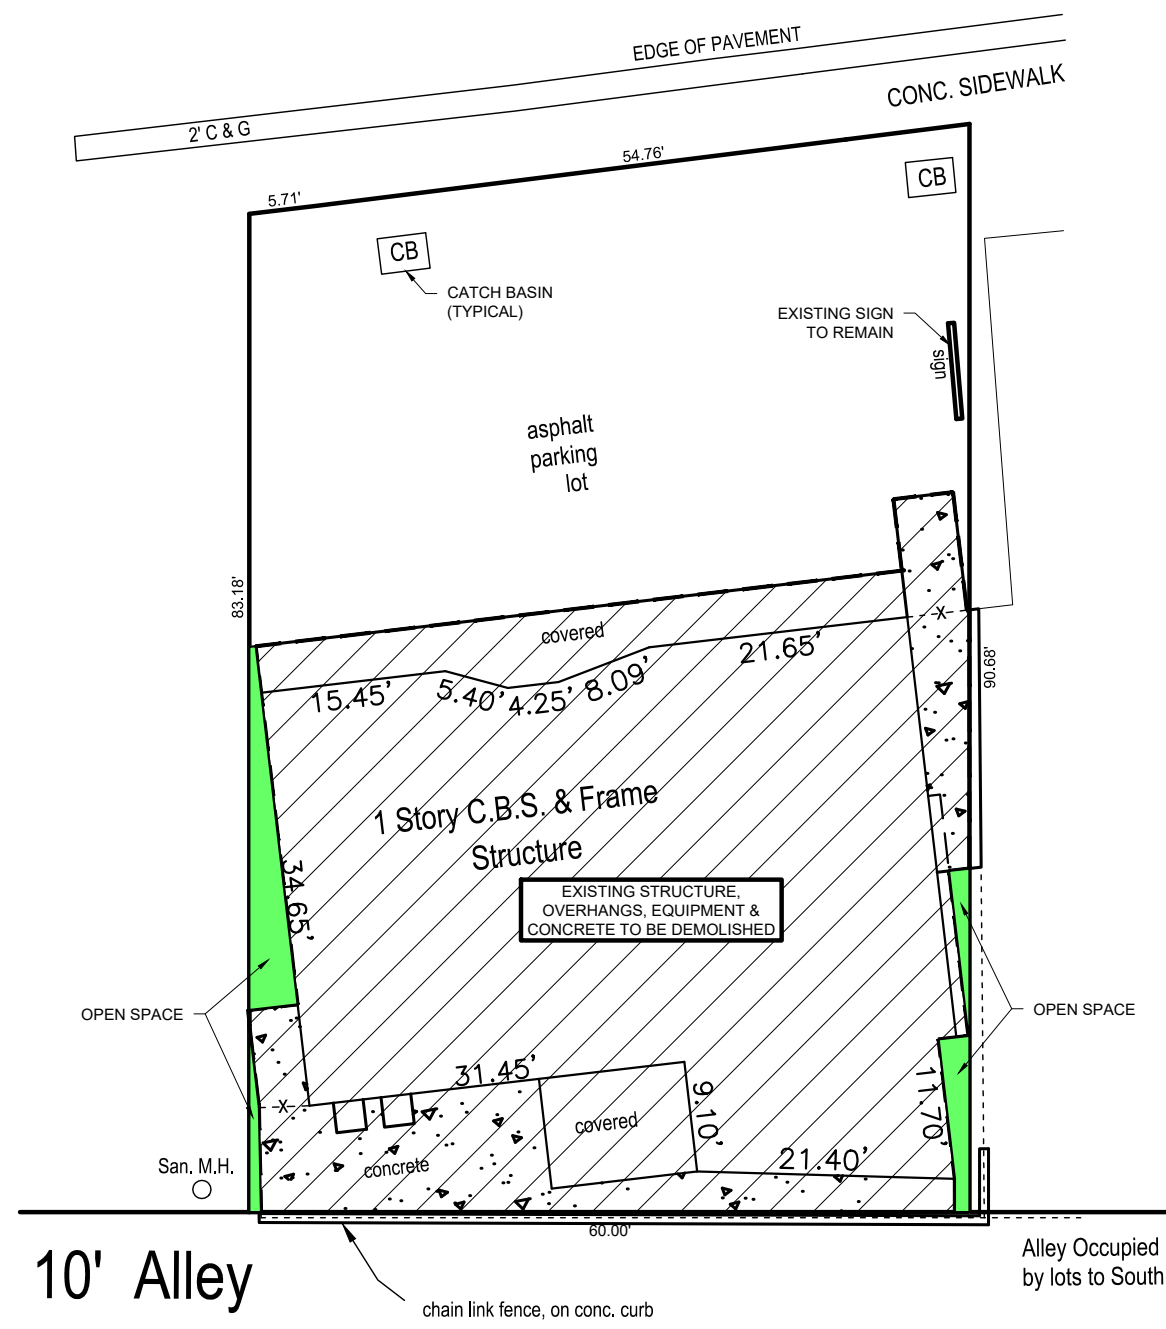 EDGE OF PAVEMENT
CONC. SIDEWALK
2' C & G
54.76'
5.71'
CB
CB
CATCH BASIN
(TYPICAL)
EXISTING SIGN
TO REMAIN
sign
asphalt
parking
lot
83.18'
covered
X
21.65'
90.68'
15.45'
5.40'
4.25'
8.09'
1 Story C.B.S. & Frame
Structure
34.65'
EXISTING STRUCTURE,
OVERHANGS, EQUIPMENT &
CONCRETE TO BE DEMOLISHED
OPEN SPACE
OPEN SPACE
31.45'
X
9.10'
11.70'
covered
21.40'
concrete
San. M.H.
60.00'
10' Alley
Alley Occupied
by lots to South
chain link fence, on conc. curb